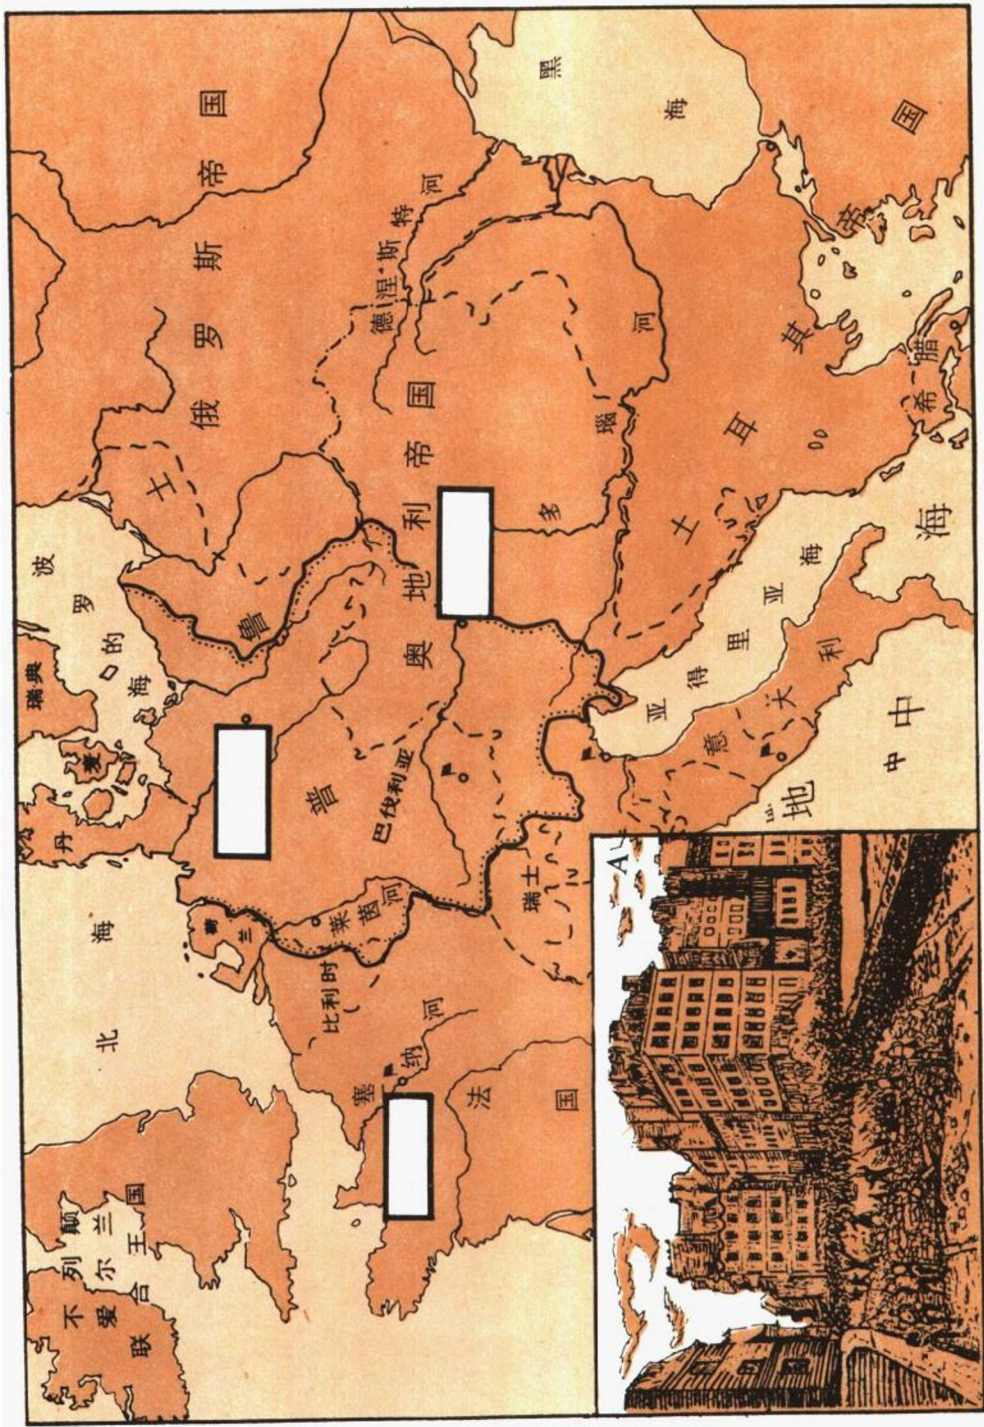 俄罗斯帝国
黑海
波罗的海
瑞典
丹麦
北海
不列颠
爱尔兰
联合王国
普鲁士
德涅斯特河
奥地利帝国
巴伐利亚
多瑙河
莱茵河
荷兰
比利时
塞纳河
法国
瑞士
意大利
亚得里亚海
土耳其帝国
希腊
地中海
中
A